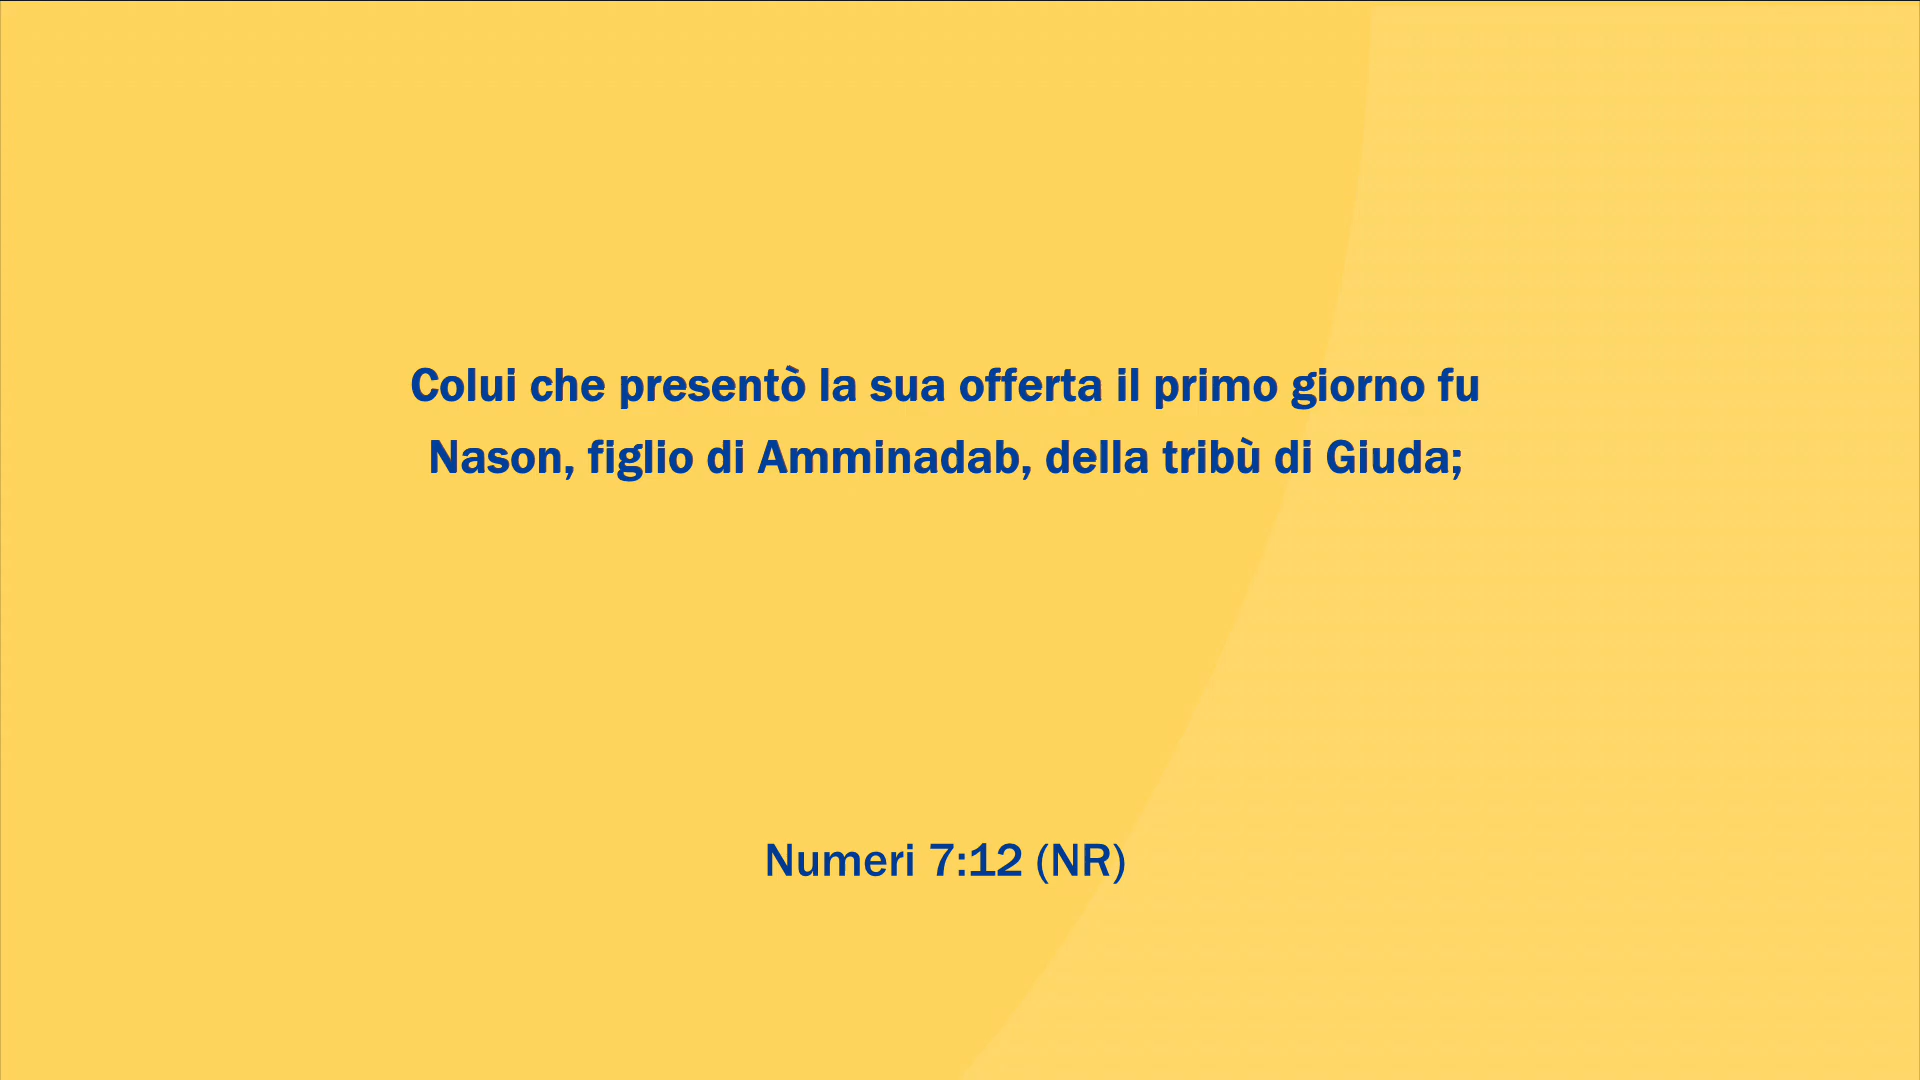 Colui che presentò la sua offerta il primo giorno fu
Nason, figlio di Amminadab, della tribù di Giuda;
Numeri 7:12 (NR)